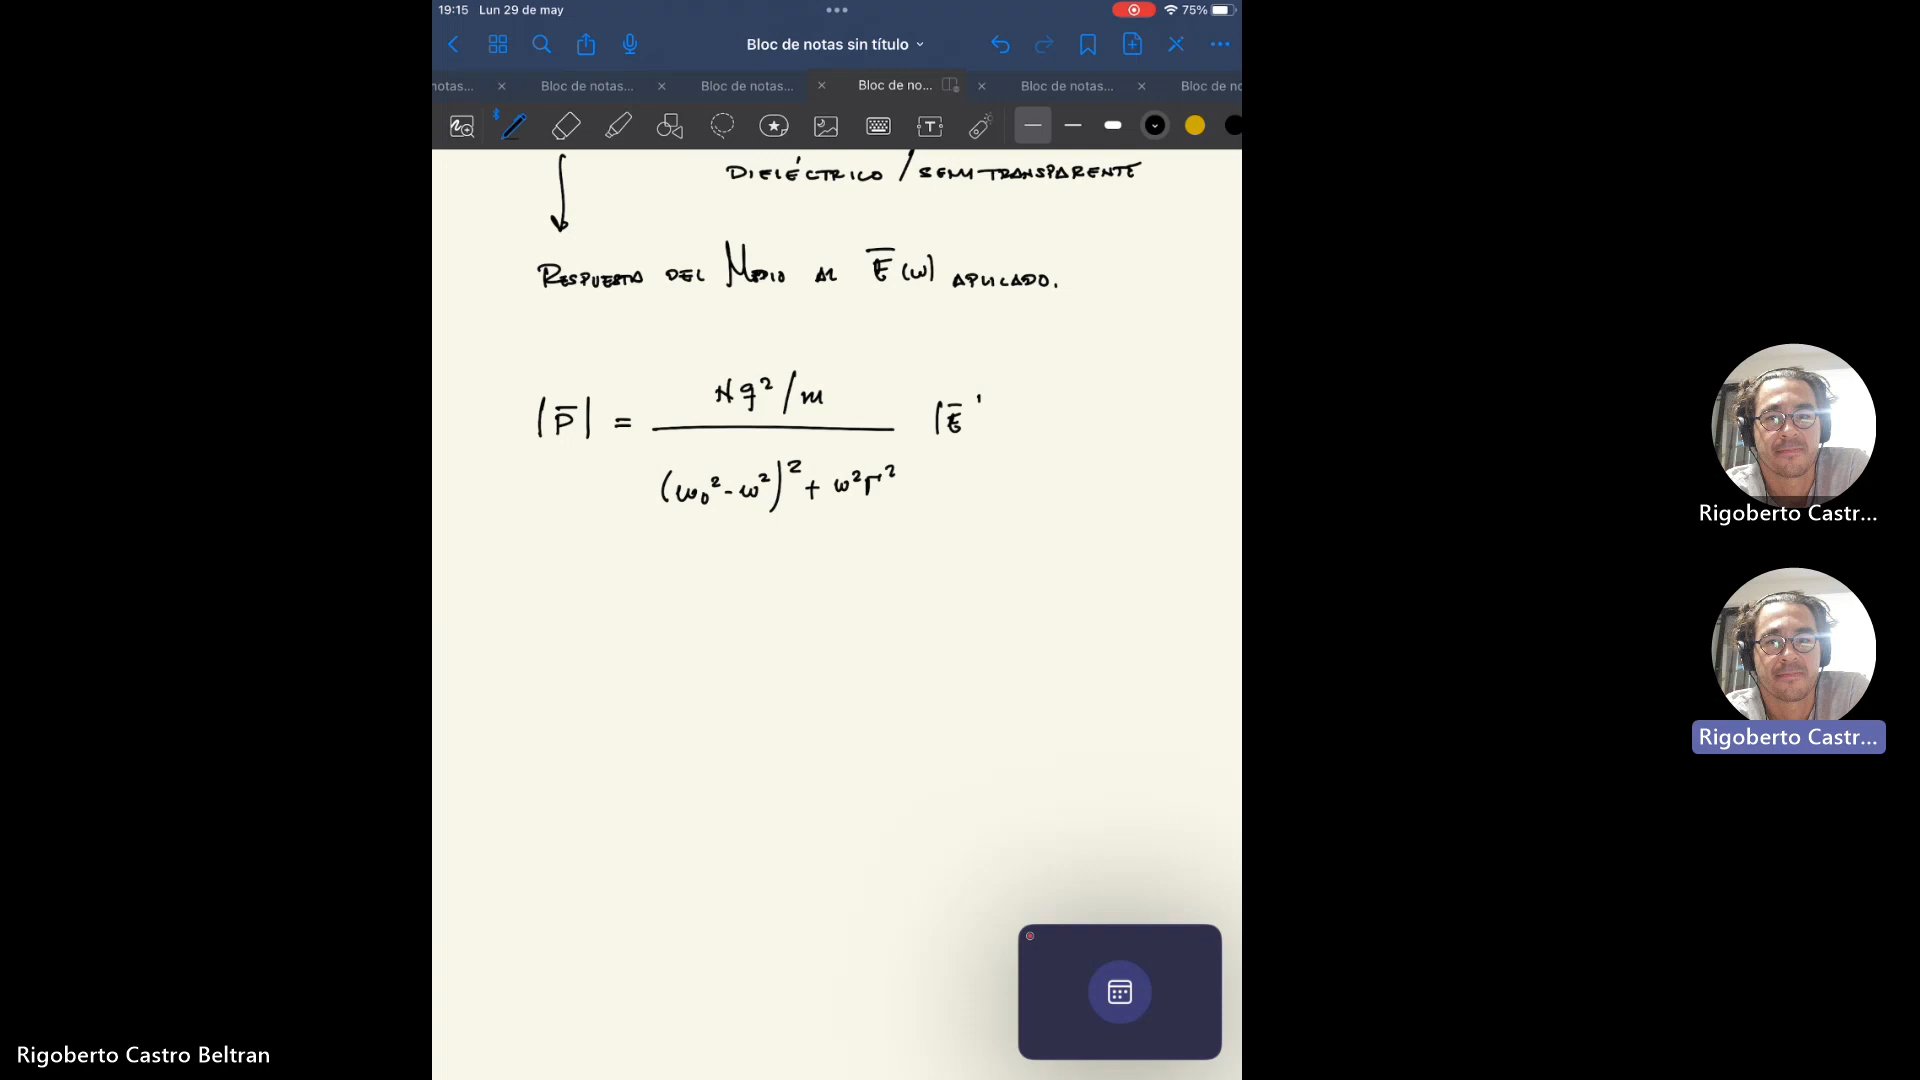 19:15 Lun 29 de may
75%
Bloc de notas sin título
notas... Bloc de notas... Bloc de notas... Bloc de no... Bloc de notas... Bloc de no
DIELÉCTRICO / SEMITRANSPARENTE
RESPUESTA DEL MEDIO AL E̅(ω) APLICADO.
|P̅| = Nq²/m |E̅'
(ω₀² - ω²)² + ω²Γ²
Rigoberto Castr...
Rigoberto Castr...
Rigoberto Castro Beltran